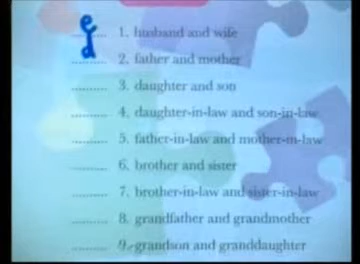 e 1. husband and wife
d 2. father and mother
.......... 3. daughter and son
.......... 4. daughter-in-law and son-in-law
.......... 5. father-in-law and mother-in-law
.......... 6. brother and sister
.......... 7. brother-in-law and sister-in-law
.......... 8. grandfather and grandmother
.......... 9. grandson and granddaughter